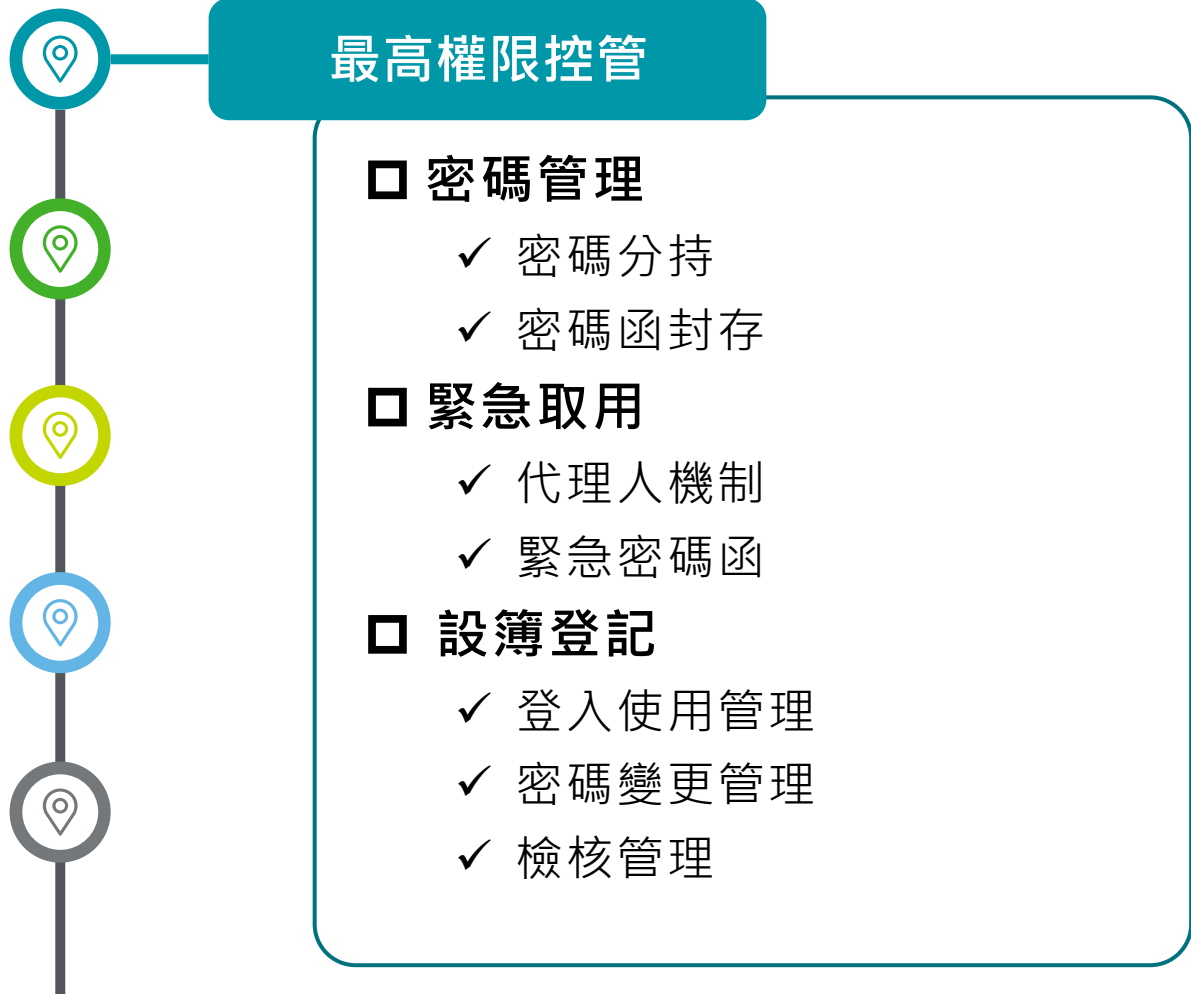 最高權限控管
密碼管理
密碼分持
密碼函封存
緊急取用
代理人機制
緊急密碼函
設簿登記
登入使用管理
密碼變更管理
檢核管理